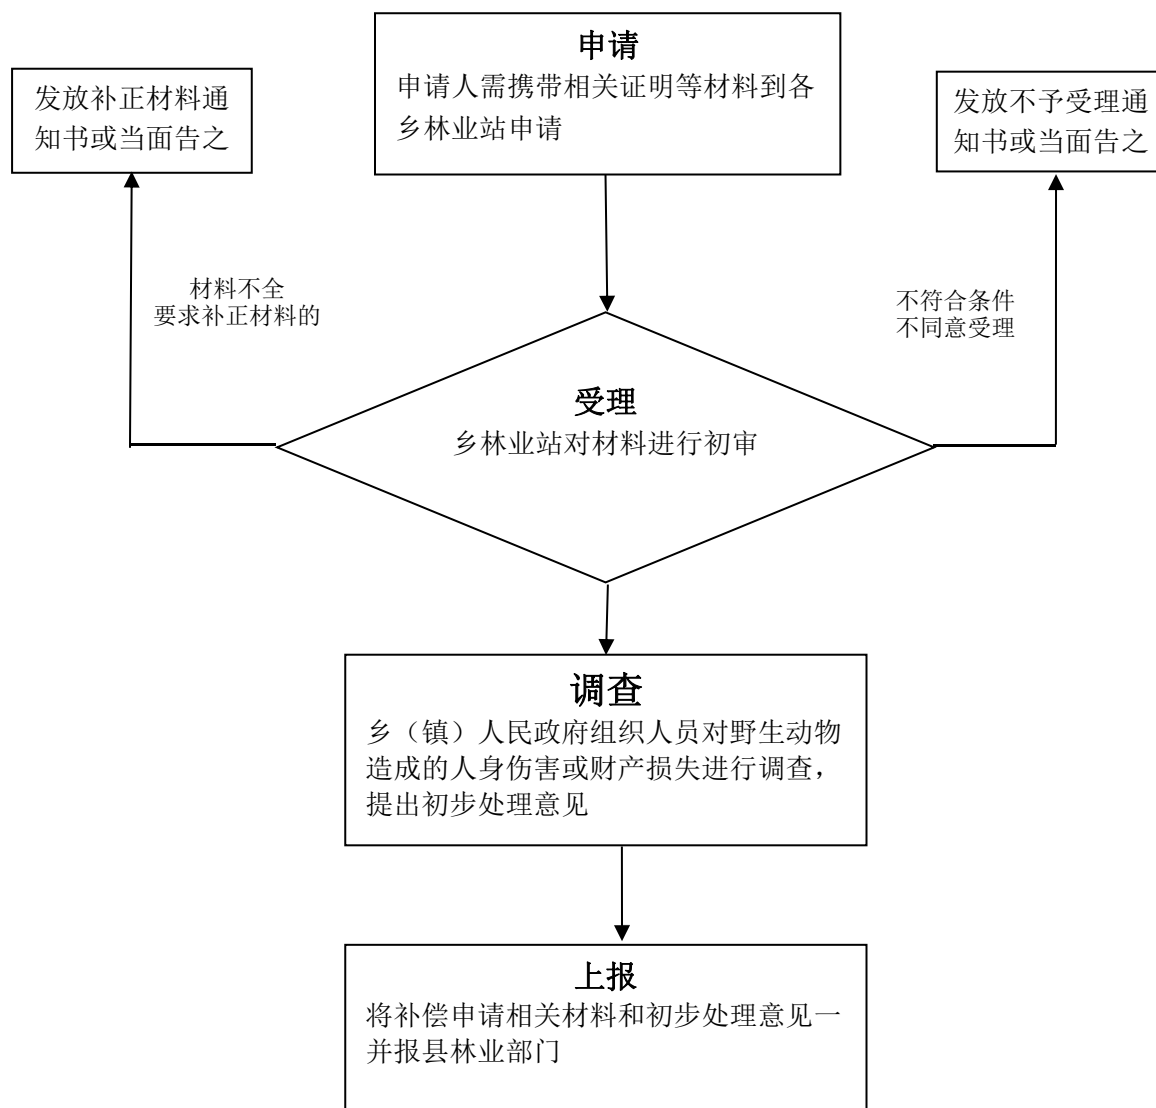 申请
申请人需携带相关证明等材料到各
乡林业站申请
发放补正材料通
知书或当面告之
发放不予受理通
知书或当面告之
材料不全
要求补正材料的
不符合条件
不同意受理
受理
乡林业站对材料进行初审
调查
乡（镇）人民政府组织人员对野生动物
造成的人身伤害或财产损失进行调查，
提出初步处理意见
上报
将补偿申请相关材料和初步处理意见一
并报县林业部门